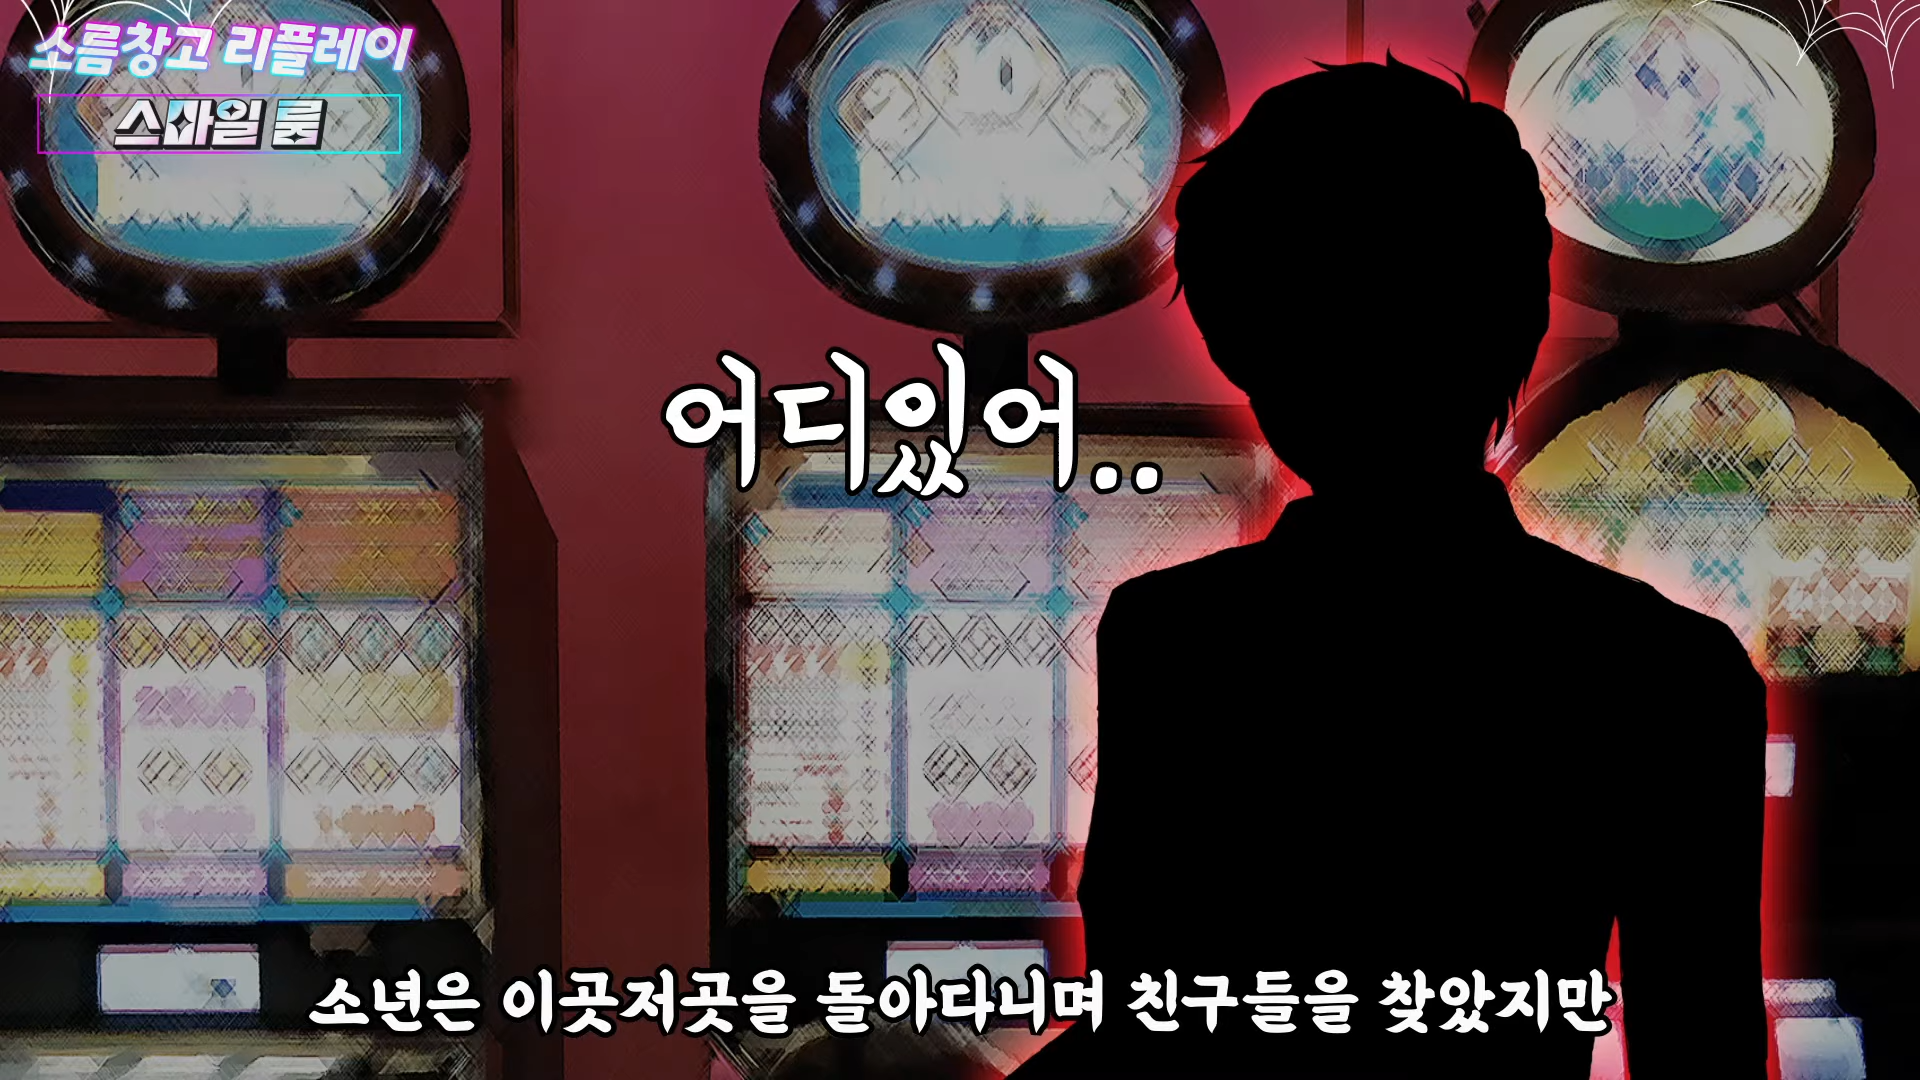 소름창고 리플레이
스마일 룸
어디있어..
소년은 이곳저곳을 돌아다니며 친구들을 찾았지만